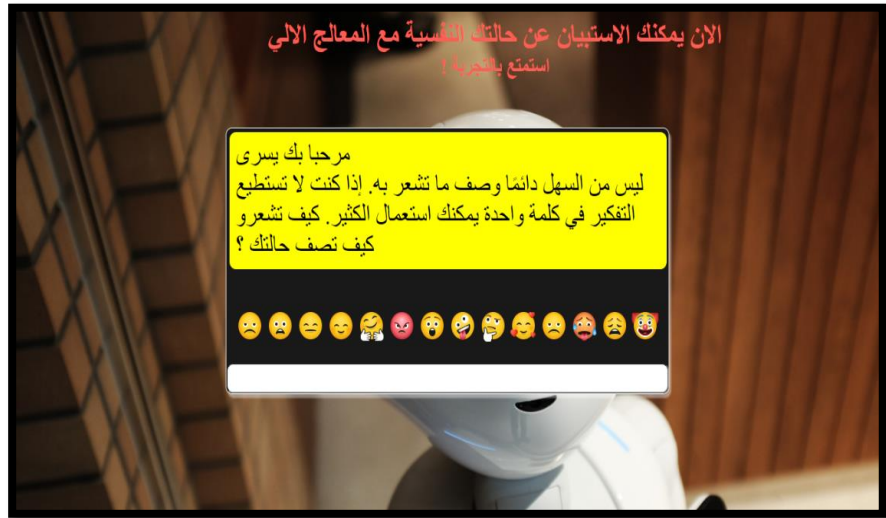 الان يمكنك الاستبيان عن حالتك النفسية مع المعالج الالي
استمتع بالتجربة !
مرحبا بك يسرى
ليس من السهل دائمًا وصف ما تشعر به. إذا كنت لا تستطيع
التفكير في كلمة واحدة يمكنك استعمال الكثير. كيف تشعرو
كيف تصف حالتك ؟